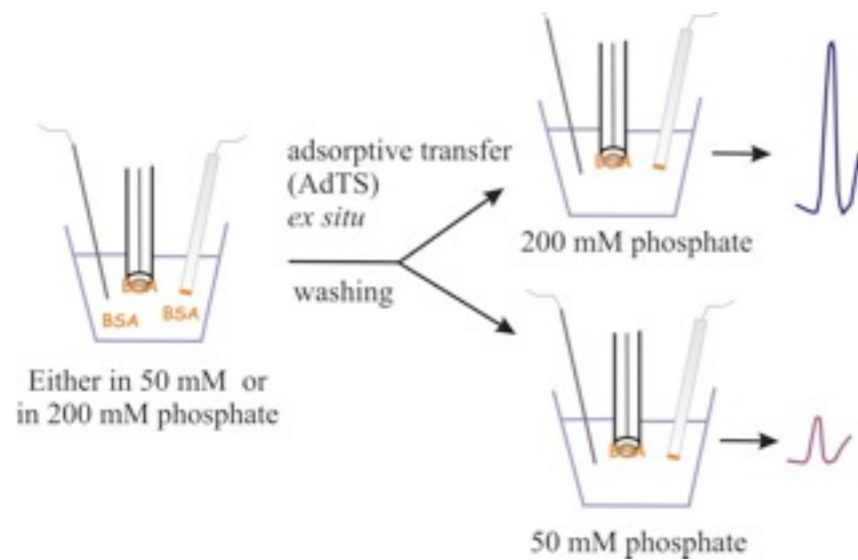 BSA
BSA
BSA
Either in 50 mM or
in 200 mM phosphate
adsorptive transfer
(AdTS)
ex situ
washing
BSA
200 mM phosphate
BSA
50 mM phosphate